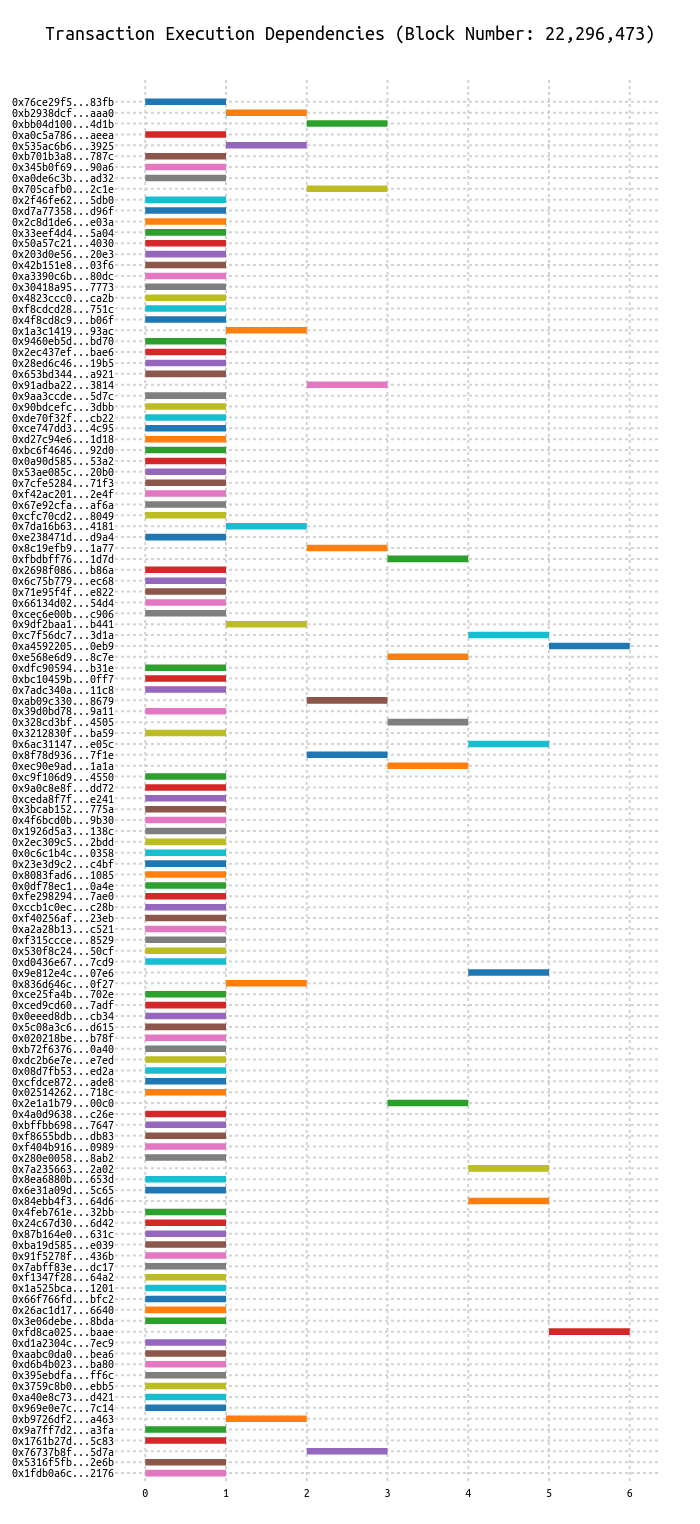 Transaction Execution Dependencies (Block Number: 22,296,473)
0x76ce29f5...83fb
0xb2938dcf...aaa0
0xbb04d100...4d1b
0xa0c5a786...aeea
0x535ac6b6...3925
0xb701b3a8...787c
0x345b0f69...90a6
0xa0de6c3b...ad32
0x705cafb0...2c1e
0x2f46fe62...5db0
0xd7a77358...d96f
0x2c8d1de6...e03a
0x33eef4d4...5a04
0x50a57c21...4030
0x203d0e56...20e3
0x42b151e8...03f6
0xa3390c6b...80dc
0x30418a95...7773
0x4823ccc0...ca2b
0xf8cdcd28...751c
0x4f8cd8c9...b06f
0x1a3c1419...93ac
0x9460eb5d...bd70
0x2ec437ef...bae6
0x28ed6c46...19b5
0x653bd344...a921
0x91adba22...3814
0x9aa3ccde...5d7c
0x90bdcefc...3dbb
0xde70f32f...cb22
0xce747dd3...4c95
0xd27c94e6...1d18
0xbc6f4646...92d0
0x0a90d585...53a2
0x53ae085c...20b0
0x7cfe5284...71f3
0xf42ac201...2e4f
0x67e92cfa...af6a
0xcfc70cd2...8049
0x7da16b63...4181
0xe238471d...d9a4
0x8c19efb9...1a77
0xfbdbff76...1d7d
0x2698f086...b86a
0x6c75b779...ec68
0x71e95f4f...e822
0x66134d02...54d4
0xcec6e00b...c906
0x9df2baa1...b441
0xc7f56dc7...3d1a
0xa4592205...0eb9
0xe568e6d9...8c7e
0xdfc90594...b31e
0xbc10459b...0ff7
0x7adc340a...11c8
0xab09c330...8679
0x39d0bd78...9a11
0x328cd3bf...4505
0x3212830f...ba59
0x6ac31147...e05c
0x8f78d936...7f1e
0xec90e9ad...1a1a
0xc9f106d9...4550
0x9a0c8e8f...dd72
0xceda8f7f...e241
0x3bcab152...775a
0x4f6bcd0b...9b30
0x1926d5a3...138c
0x2ec309c5...2bdd
0x0c6c1b4c...0358
0x23e3d9c2...c4bf
0x8083fad6...1085
0x0df78ec1...0a4e
0xfe298294...7ae0
0xccb1c0ec...c28b
0xf40256af...23eb
0xa2a28b13...c521
0xf315ccce...8529
0x530f8c24...50cf
0xd0436e67...7cd9
0x9e812e4c...07e6
0x836d646c...0f27
0xce25fa4b...702e
0xced9cd60...7adf
0x0eeed8db...cb34
0x5c08a3c6...d615
0x020218be...b78f
0xb72f6376...0a40
0xdc2b6e7e...e7ed
0x08d7fb53...ed2a
0xcfdce872...ade8
0x02514262...718c
0x2e1a1b79...00c0
0x4a0d9638...c26e
0xbffbb698...7647
0xf8655bdb...db83
0xf404b916...0989
0x280e0058...8ab2
0x7a235663...2a02
0x8ea6880b...653d
0x6e31a09d...5c65
0x84ebb4f3...64d6
0x4feb761e...32bb
0x24c67d30...6d42
0x87b164e0...631c
0xba19d585...e039
0x91f5278f...436b
0x7abff83e...dc17
0xf1347f28...64a2
0x1a525bca...1201
0x66f766fd...bfc2
0x26ac1d17...6640
0x3e06debe...8bda
0xfd8ca025...baae
0xd1a2304c...7ec9
0xaabc0da0...bea6
0xd6b4b023...ba80
0x395ebdfa...ff6c
0x3759c8b0...ebb5
0xa40e8c73...d421
0x969e0e7c...7c14
0xb9726df2...a463
0x9a7ff7d2...a3fa
0x1761b27d...5c83
0x76737b8f...5d7a
0x5316f5fb...2e6b
0x1fdb0a6c...2176
0 1 2 3 4 5 6